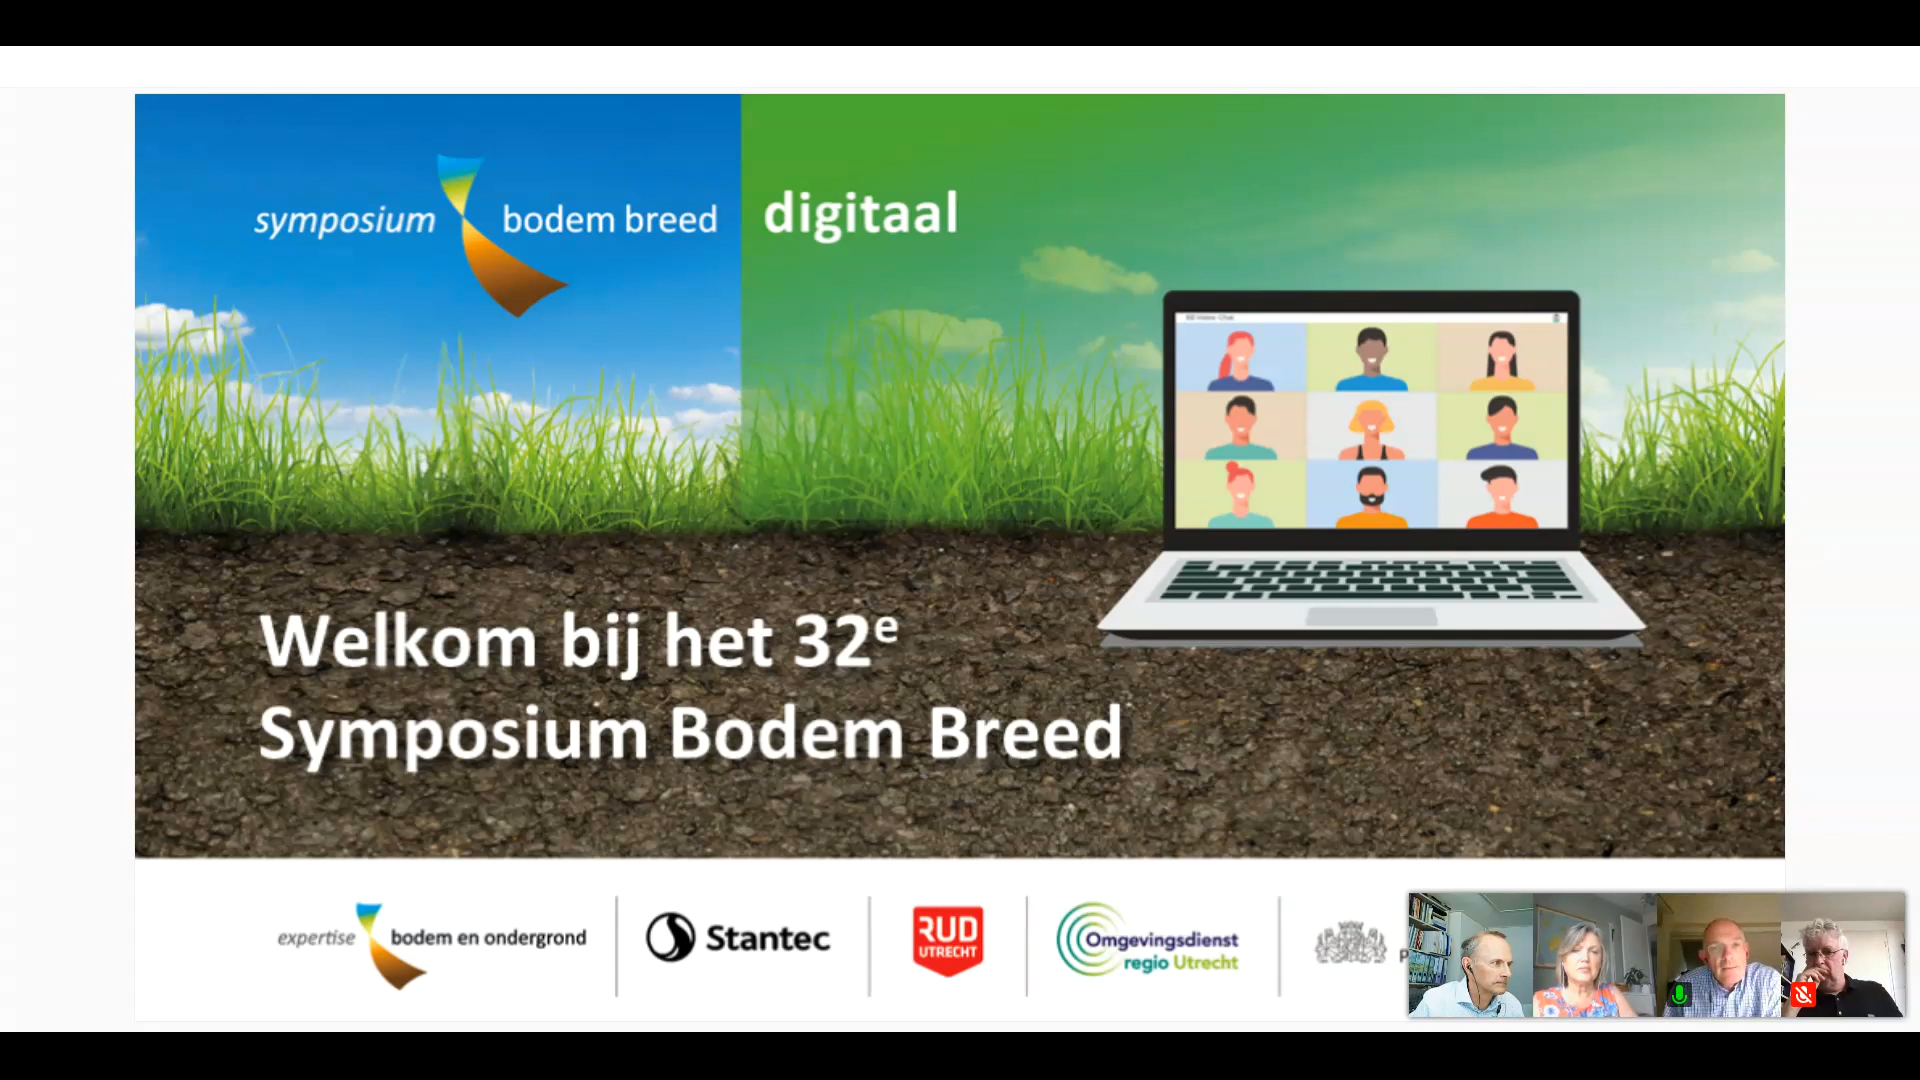 symposium bodem breed digitaal
Welkom bij het 32e
Symposium Bodem Breed
expertise bodem en ondergrond
Stantec
RUD
UTRECHT
Omgevingsdienst
regio Utrecht